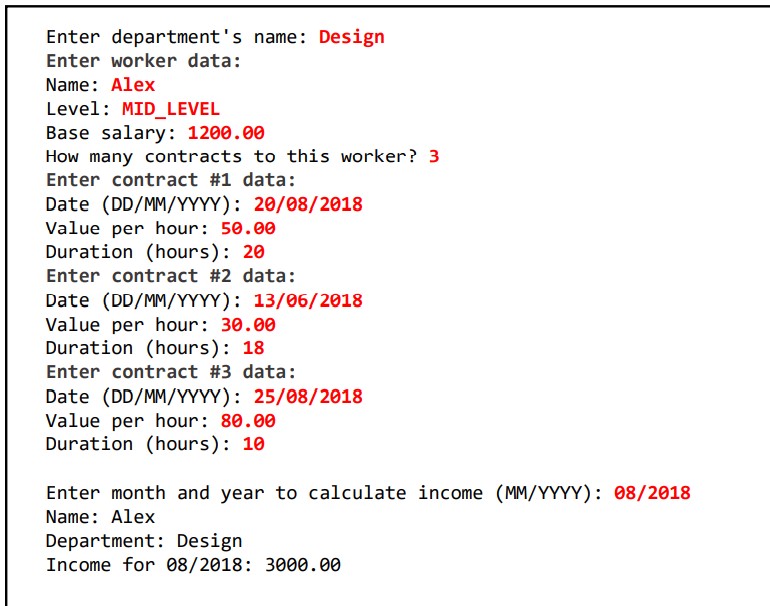 Enter department's name: Design
Enter worker data:
Name: Alex
Level: MID_LEVEL
Base salary: 1200.00
How many contracts to this worker? 3
Enter contract #1 data:
Date (DD/MM/YYYY): 20/08/2018
Value per hour: 50.00
Duration (hours): 20
Enter contract #2 data:
Date (DD/MM/YYYY): 13/06/2018
Value per hour: 30.00
Duration (hours): 18
Enter contract #3 data:
Date (DD/MM/YYYY): 25/08/2018
Value per hour: 80.00
Duration (hours): 10
Enter month and year to calculate income (MM/YYYY): 08/2018
Name: Alex
Department: Design
Income for 08/2018: 3000.00